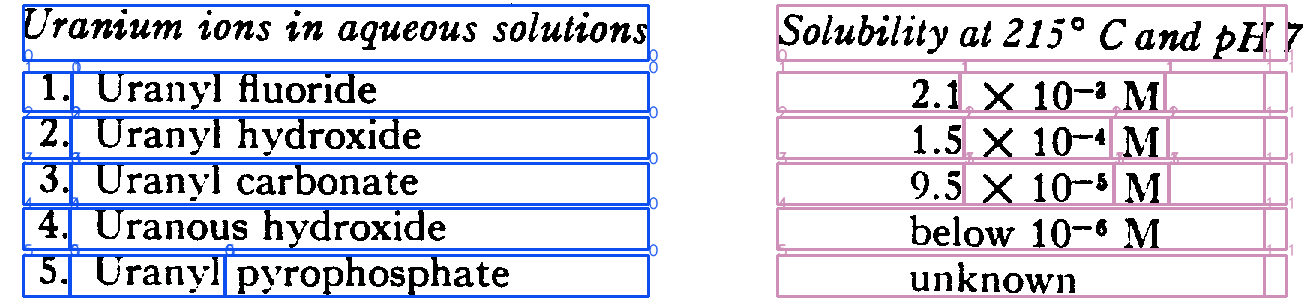 Uranium ions in aqueous solutions Solubility at 215° C and pH 7
1. Uranyl fluoride 2.1 × 10⁻³ M
2. Uranyl hydroxide 1.5 × 10⁻⁴ M
3. Uranyl carbonate 9.5 × 10⁻⁵ M
4. Uranous hydroxide below 10⁻⁶ M
5. Uranyl pyrophosphate unknown